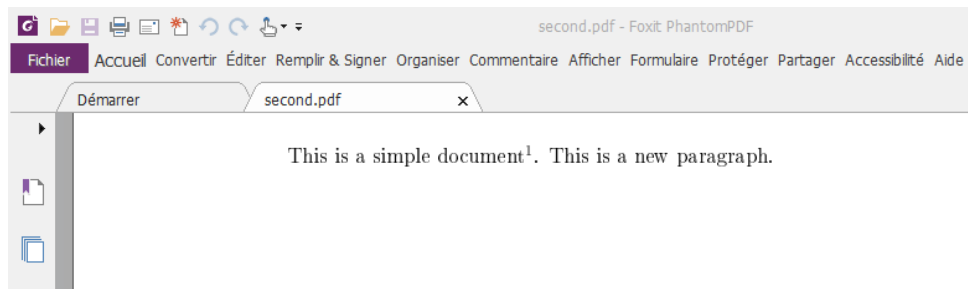 second.pdf - Foxit PhantomPDF
Fichier Accueil Convertir Éditer Remplir & Signer Organiser Commentaire Afficher Formulaire Protéger Partager Accessibilité Aide
Démarrer second.pdf ×
This is a simple document¹. This is a new paragraph.